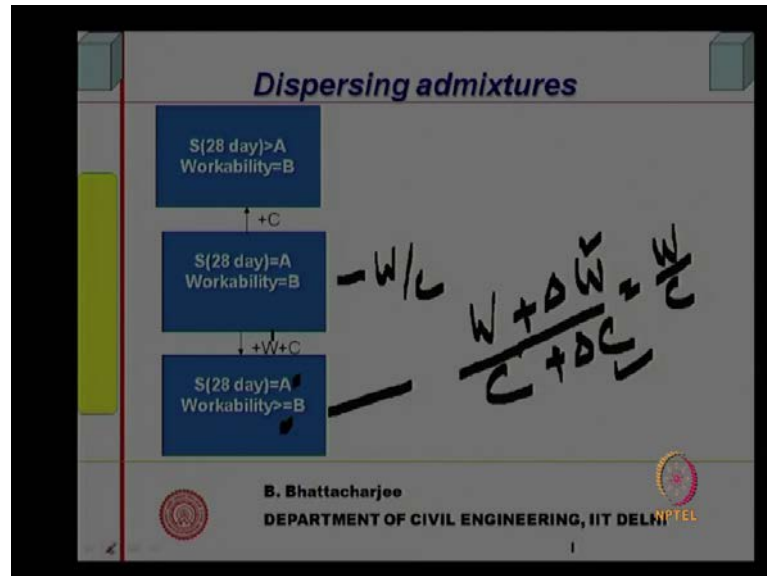 Dispersing admixtures
S(28 day)>A
Workability=B
+C
S(28 day)=A
Workability=B
- W/C
W + ΔW / C + ΔC = W/C
+W+C
S(28 day)=A
Workability>=B
B. Bhattacharjee
DEPARTMENT OF CIVIL ENGINEERING, IIT DELHI
NPTEL